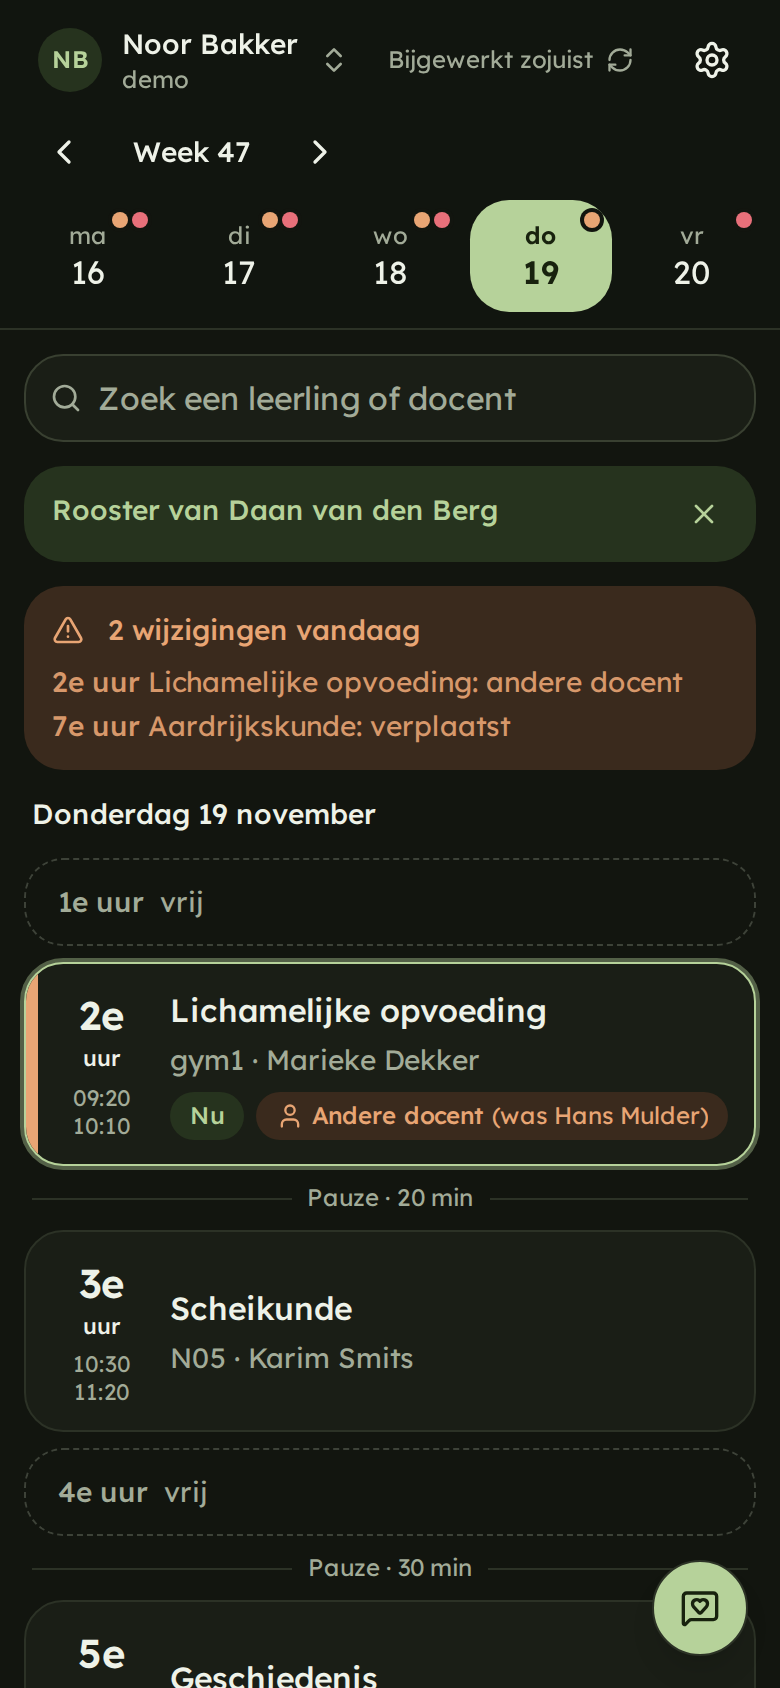 NB
Noor Bakker
demo
Bijgewerkt zojuist
Week 47
ma
16
di
17
wo
18
do
19
vr
20
Zoek een leerling of docent
Rooster van Daan van den Berg
2 wijzigingen vandaag
2e uur Lichamelijke opvoeding: andere docent
7e uur Aardrijkskunde: verplaatst
Donderdag 19 november
1e uur vrij
2e
uur
09:20
10:10
Lichamelijke opvoeding
gym1 · Marieke Dekker
Nu
Andere docent (was Hans Mulder)
Pauze · 20 min
3e
uur
10:30
11:20
Scheikunde
N05 · Karim Smits
4e uur vrij
Pauze · 30 min
5e
Geschiedenis